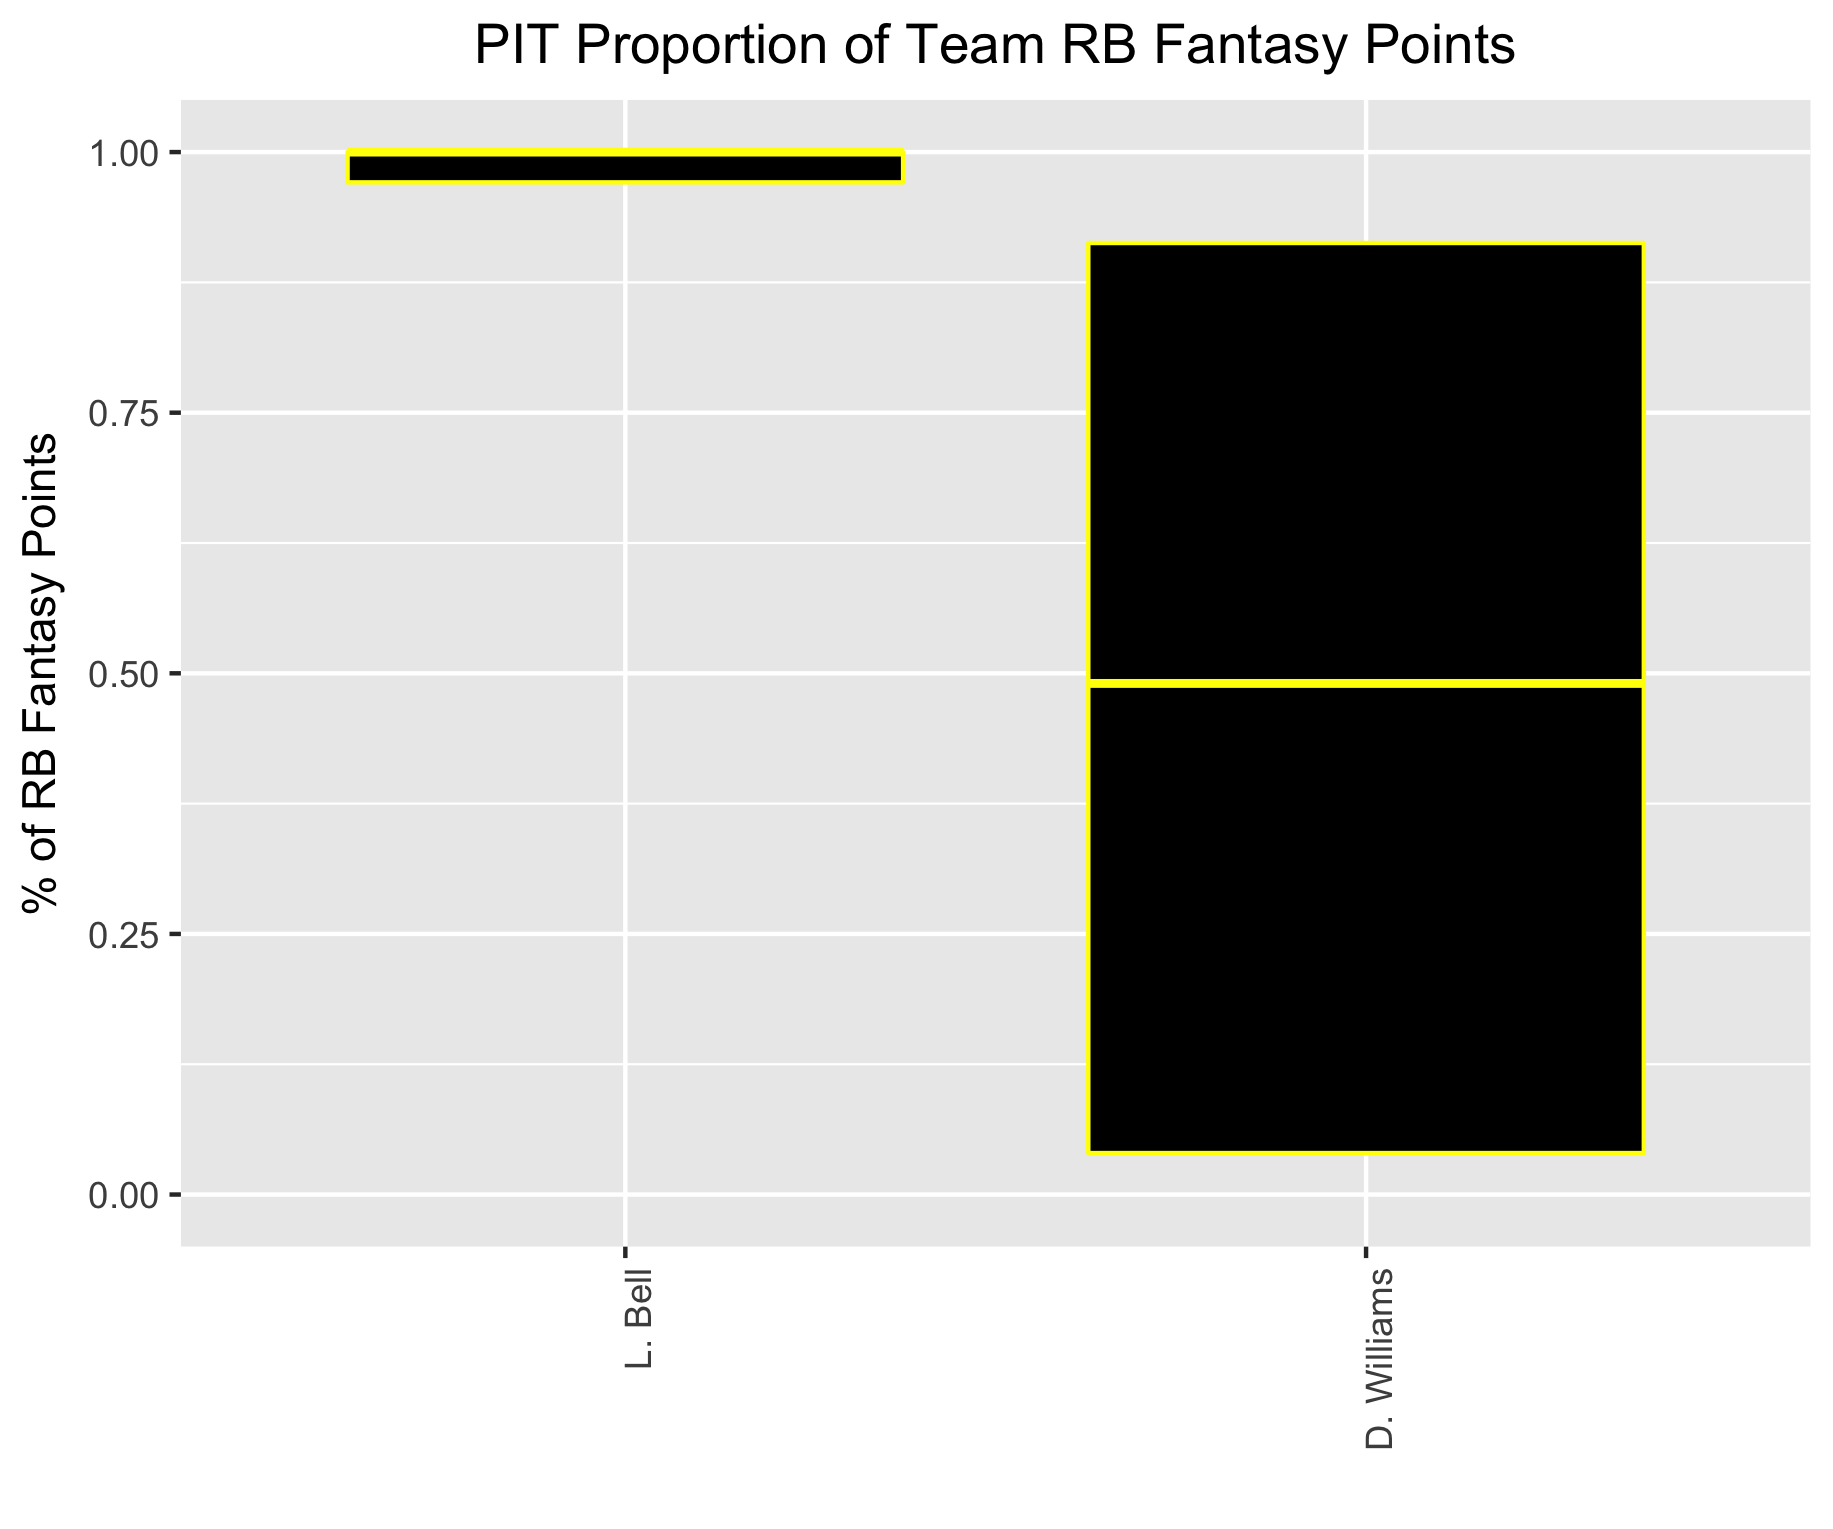 PIT Proportion of Team RB Fantasy Points
% of RB Fantasy Points
1.00
0.75
0.50
0.25
0.00
L. Bell
D. Williams